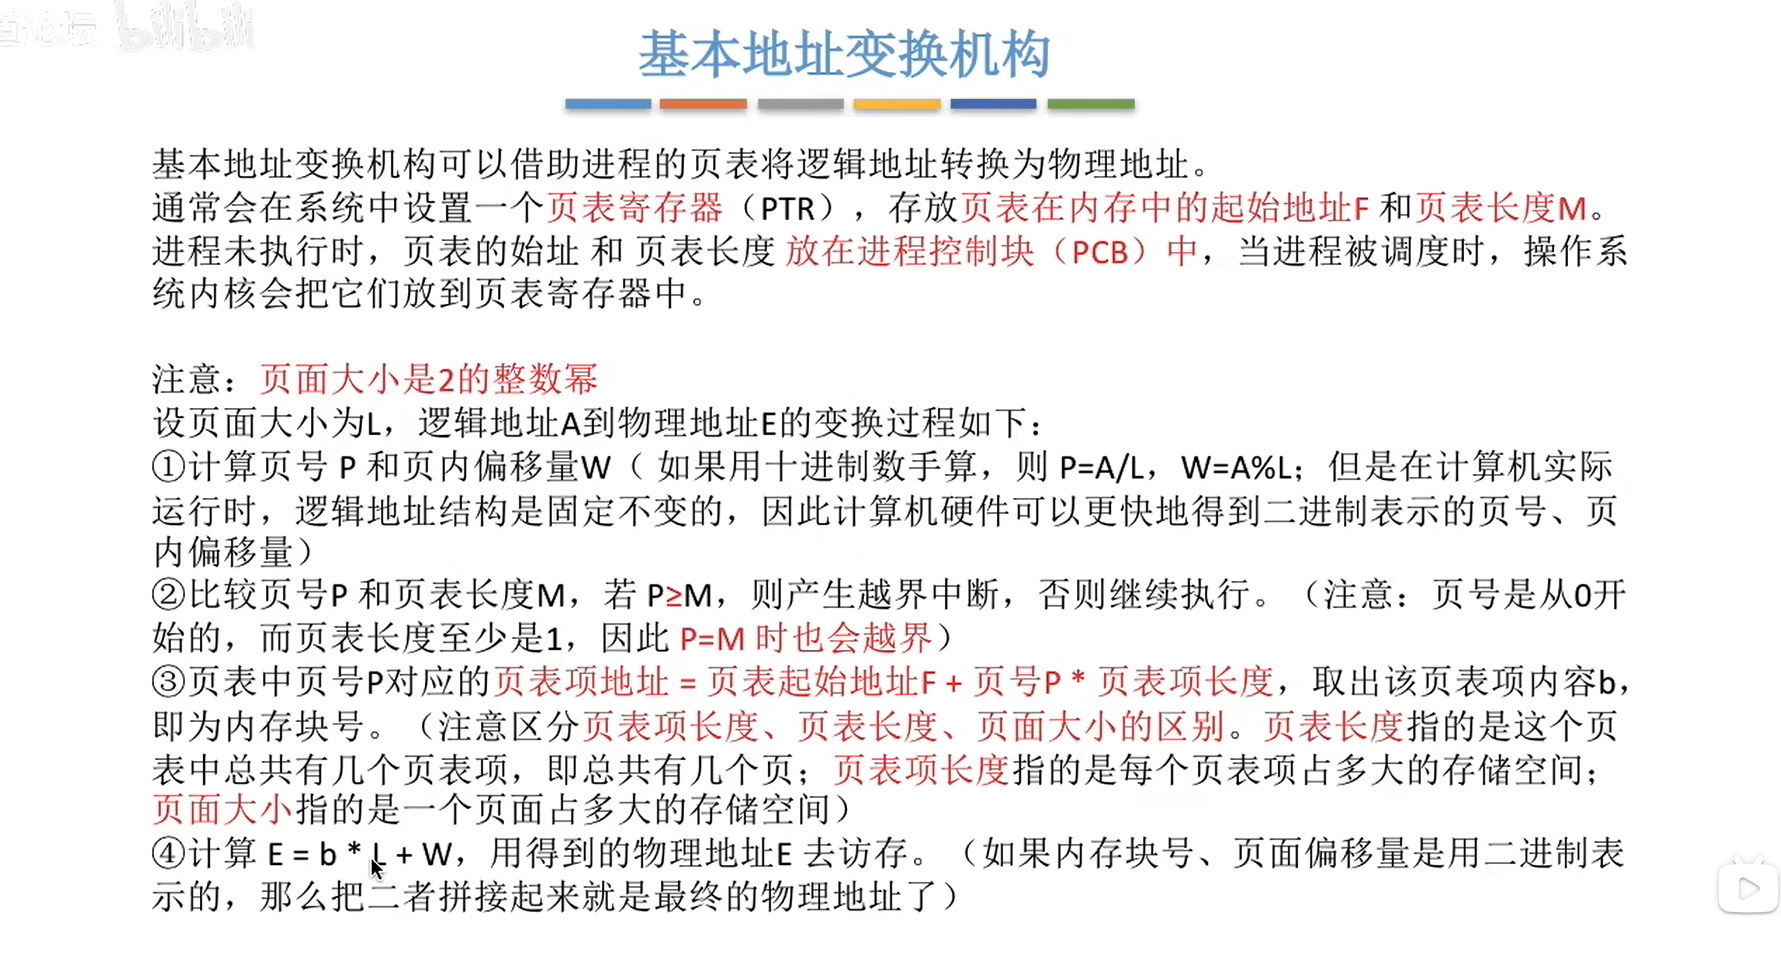 道论坛 bilibili
基本地址变换机构
基本地址变换机构可以借助进程的页表将逻辑地址转换为物理地址。
通常会在系统中设置一个页表寄存器（PTR），存放页表在内存中的起始地址F 和页表长度M。
进程未执行时，页表的始址 和 页表长度 放在进程控制块（PCB）中，当进程被调度时，操作系
统内核会把它们放到页表寄存器中。
注意：页面大小是2的整数幂
设页面大小为L，逻辑地址A到物理地址E的变换过程如下：
①计算页号 P 和页内偏移量W（ 如果用十进制数手算，则 P=A/L，W=A%L；但是在计算机实际
运行时，逻辑地址结构是固定不变的，因此计算机硬件可以更快地得到二进制表示的页号、页
内偏移量）
②比较页号P 和页表长度M，若 P≥M，则产生越界中断，否则继续执行。（注意：页号是从0开
始的，而页表长度至少是1，因此 P=M 时也会越界）
③页表中页号P对应的页表项地址 = 页表起始地址F + 页号P * 页表项长度，取出该页表项内容b，
即为内存块号。（注意区分页表项长度、页表长度、页面大小的区别。页表长度指的是这个页
表中总共有几个页表项，即总共有几个页；页表项长度指的是每个页表项占多大的存储空间；
页面大小指的是一个页面占多大的存储空间）
④计算 E = b * L + W，用得到的物理地址E 去访存。（如果内存块号、页面偏移量是用二进制表
示的，那么把二者拼接起来就是最终的物理地址了）